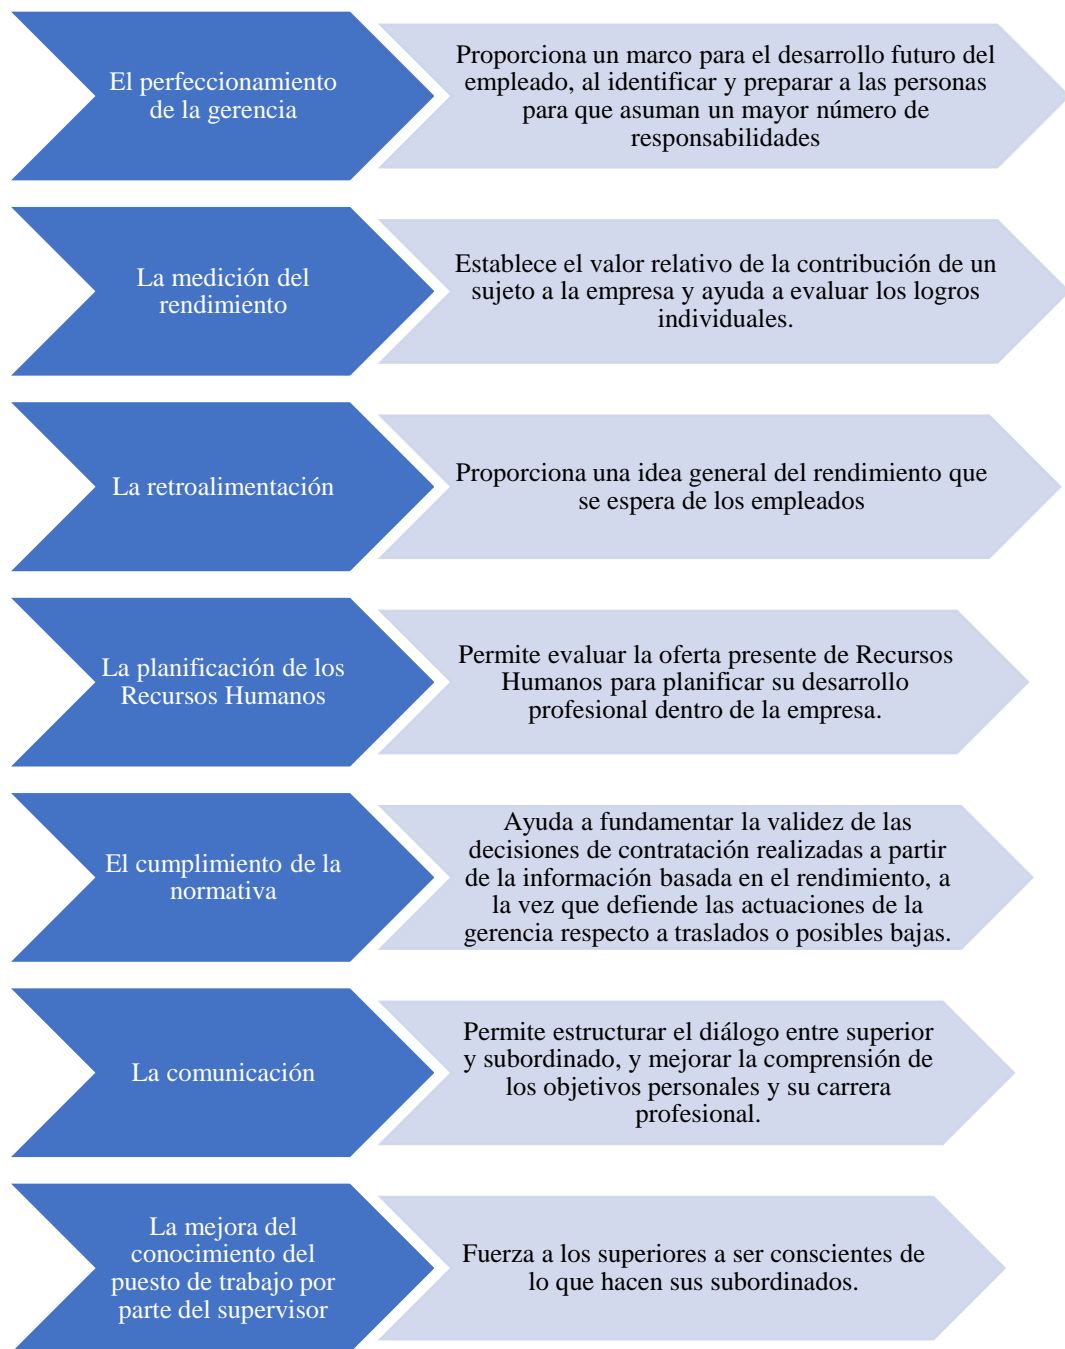 El perfeccionamiento
de la gerencia
Proporciona un marco para el desarrollo futuro del
empleado, al identificar y preparar a las personas
para que asuman un mayor número de
responsabilidades
La medición del
rendimiento
Establece el valor relativo de la contribución de un
sujeto a la empresa y ayuda a evaluar los logros
individuales.
La retroalimentación
Proporciona una idea general del rendimiento que
se espera de los empleados
La planificación de los
Recursos Humanos
Permite evaluar la oferta presente de Recursos
Humanos para planificar su desarrollo
profesional dentro de la empresa.
El cumplimiento de la
normativa
Ayuda a fundamentar la validez de las
decisiones de contratación realizadas a partir
de la información basada en el rendimiento, a
la vez que defiende las actuaciones de la
gerencia respecto a traslados o posibles bajas.
La comunicación
Permite estructurar el diálogo entre superior
y subordinado, y mejorar la comprensión de
los objetivos personales y su carrera
profesional.
La mejora del
conocimiento del
puesto de trabajo por
parte del supervisor
Fuerza a los superiores a ser conscientes de
lo que hacen sus subordinados.